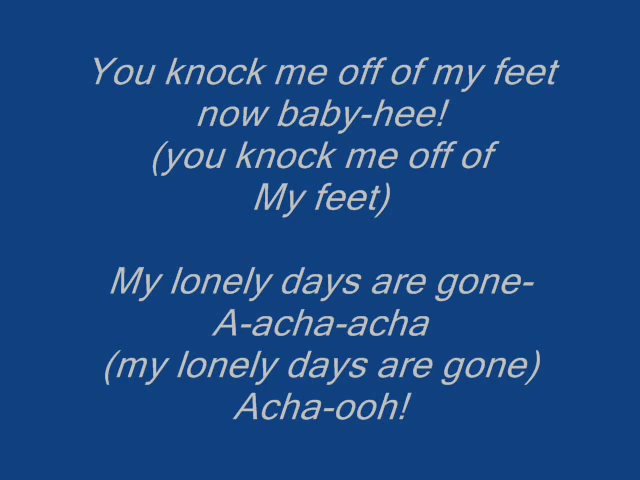 You knock me off of my feet
now baby-hee!
(you knock me off of
My feet)
My lonely days are gone-
A-acha-acha
(my lonely days are gone)
Acha-ooh!